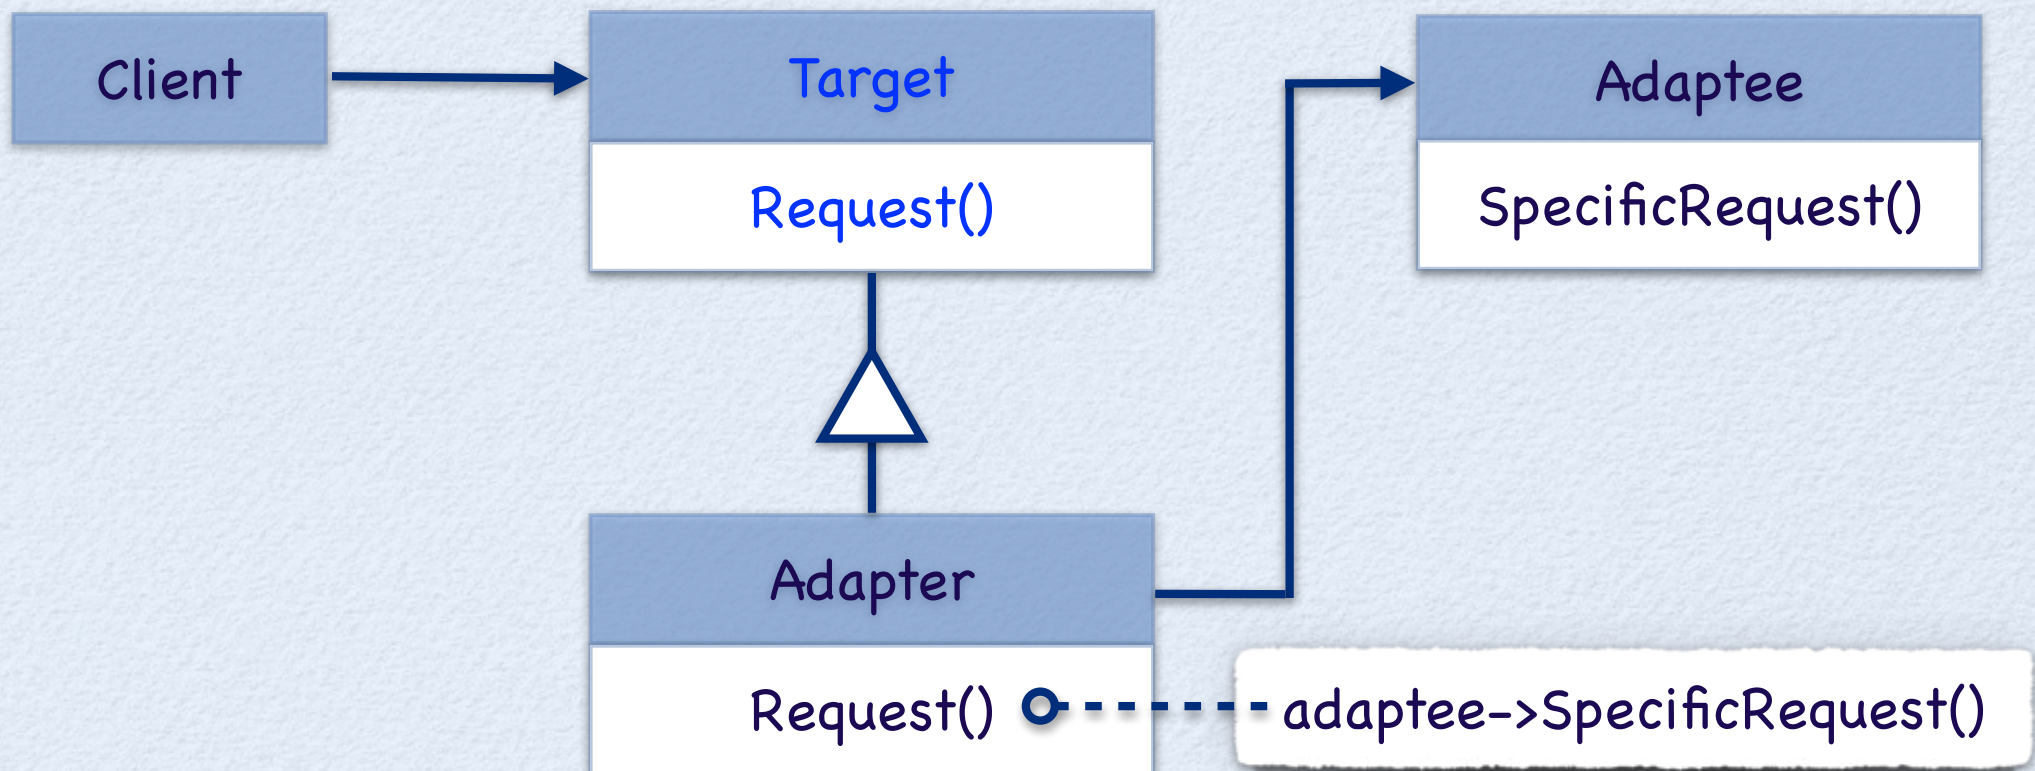 Client
Target
Request()
Adaptee
SpecificRequest()
Adapter
Request()
adaptee->SpecificRequest()